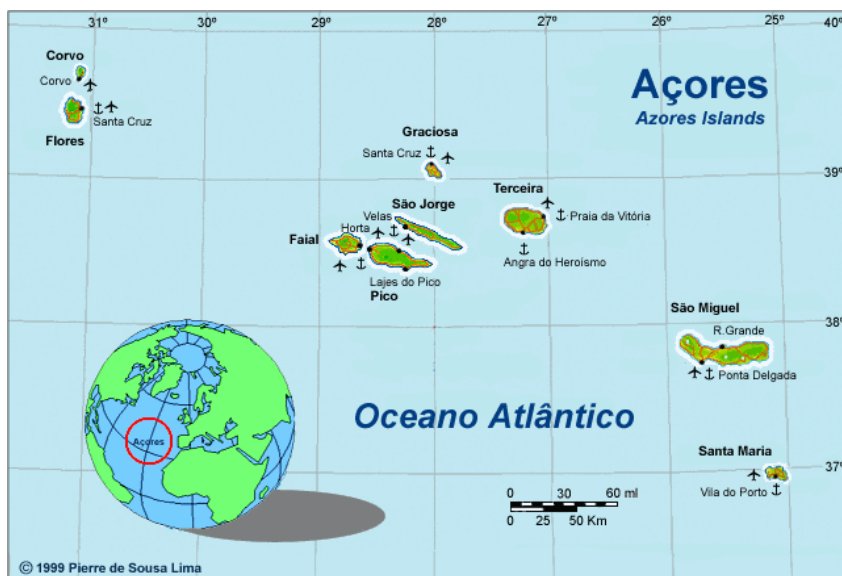 31º 30º 29º 28º 27º 26º 25º 40º
Corvo
Corvo
Santa Cruz
Flores
Açores
Azores Islands
Graciosa
Santa Cruz
39º
São Jorge
Velas
Horta
Faial
Lajes do Pico
Pico
Terceira
Praia da Vitória
Angra do Heroísmo
São Miguel
R.Grande
38º
Ponta Delgada
Oceano Atlântico
Açores
Santa Maria
37º
Vila do Porto
0 30 60 ml
0 25 50 Km
© 1999 Pierre de Sousa Lima